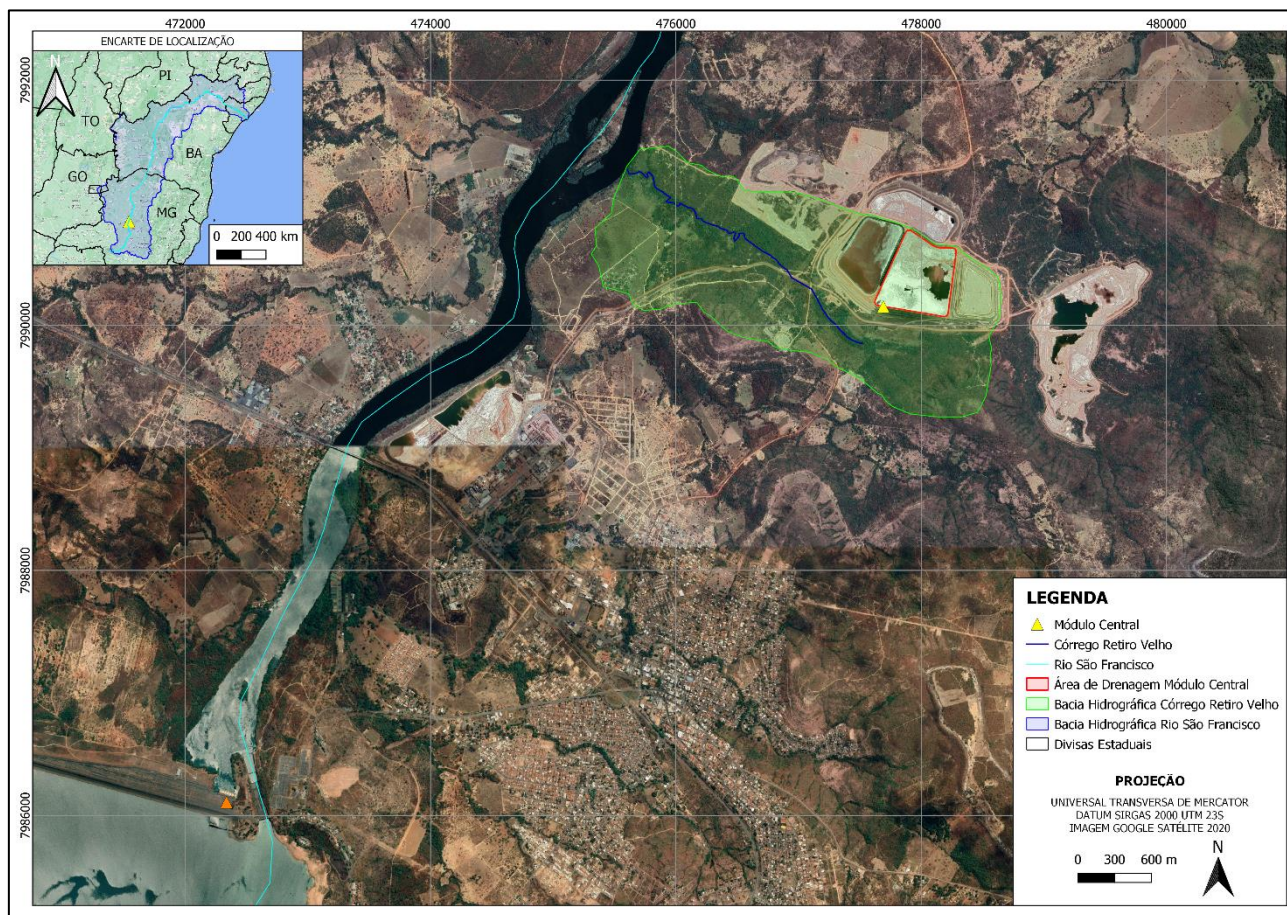 472000
474000
476000
478000
480000
ENCARTE DE LOCALIZAÇÃO
N
PI
TO
BA
GO
MG
0 200 400 km
7992000
7990000
7988000
7986000
LEGENDA
Módulo Central
Córrego Retiro Velho
Rio São Francisco
Área de Drenagem Módulo Central
Bacia Hidrográfica Córrego Retiro Velho
Bacia Hidrográfica Rio São Francisco
Divisas Estaduais
PROJEÇÃO
UNIVERSAL TRANSVERSA DE MERCATOR
DATUM SIRGAS 2000 UTM 23S
IMAGEM GOOGLE SATÉLITE 2020
N
0 300 600 m